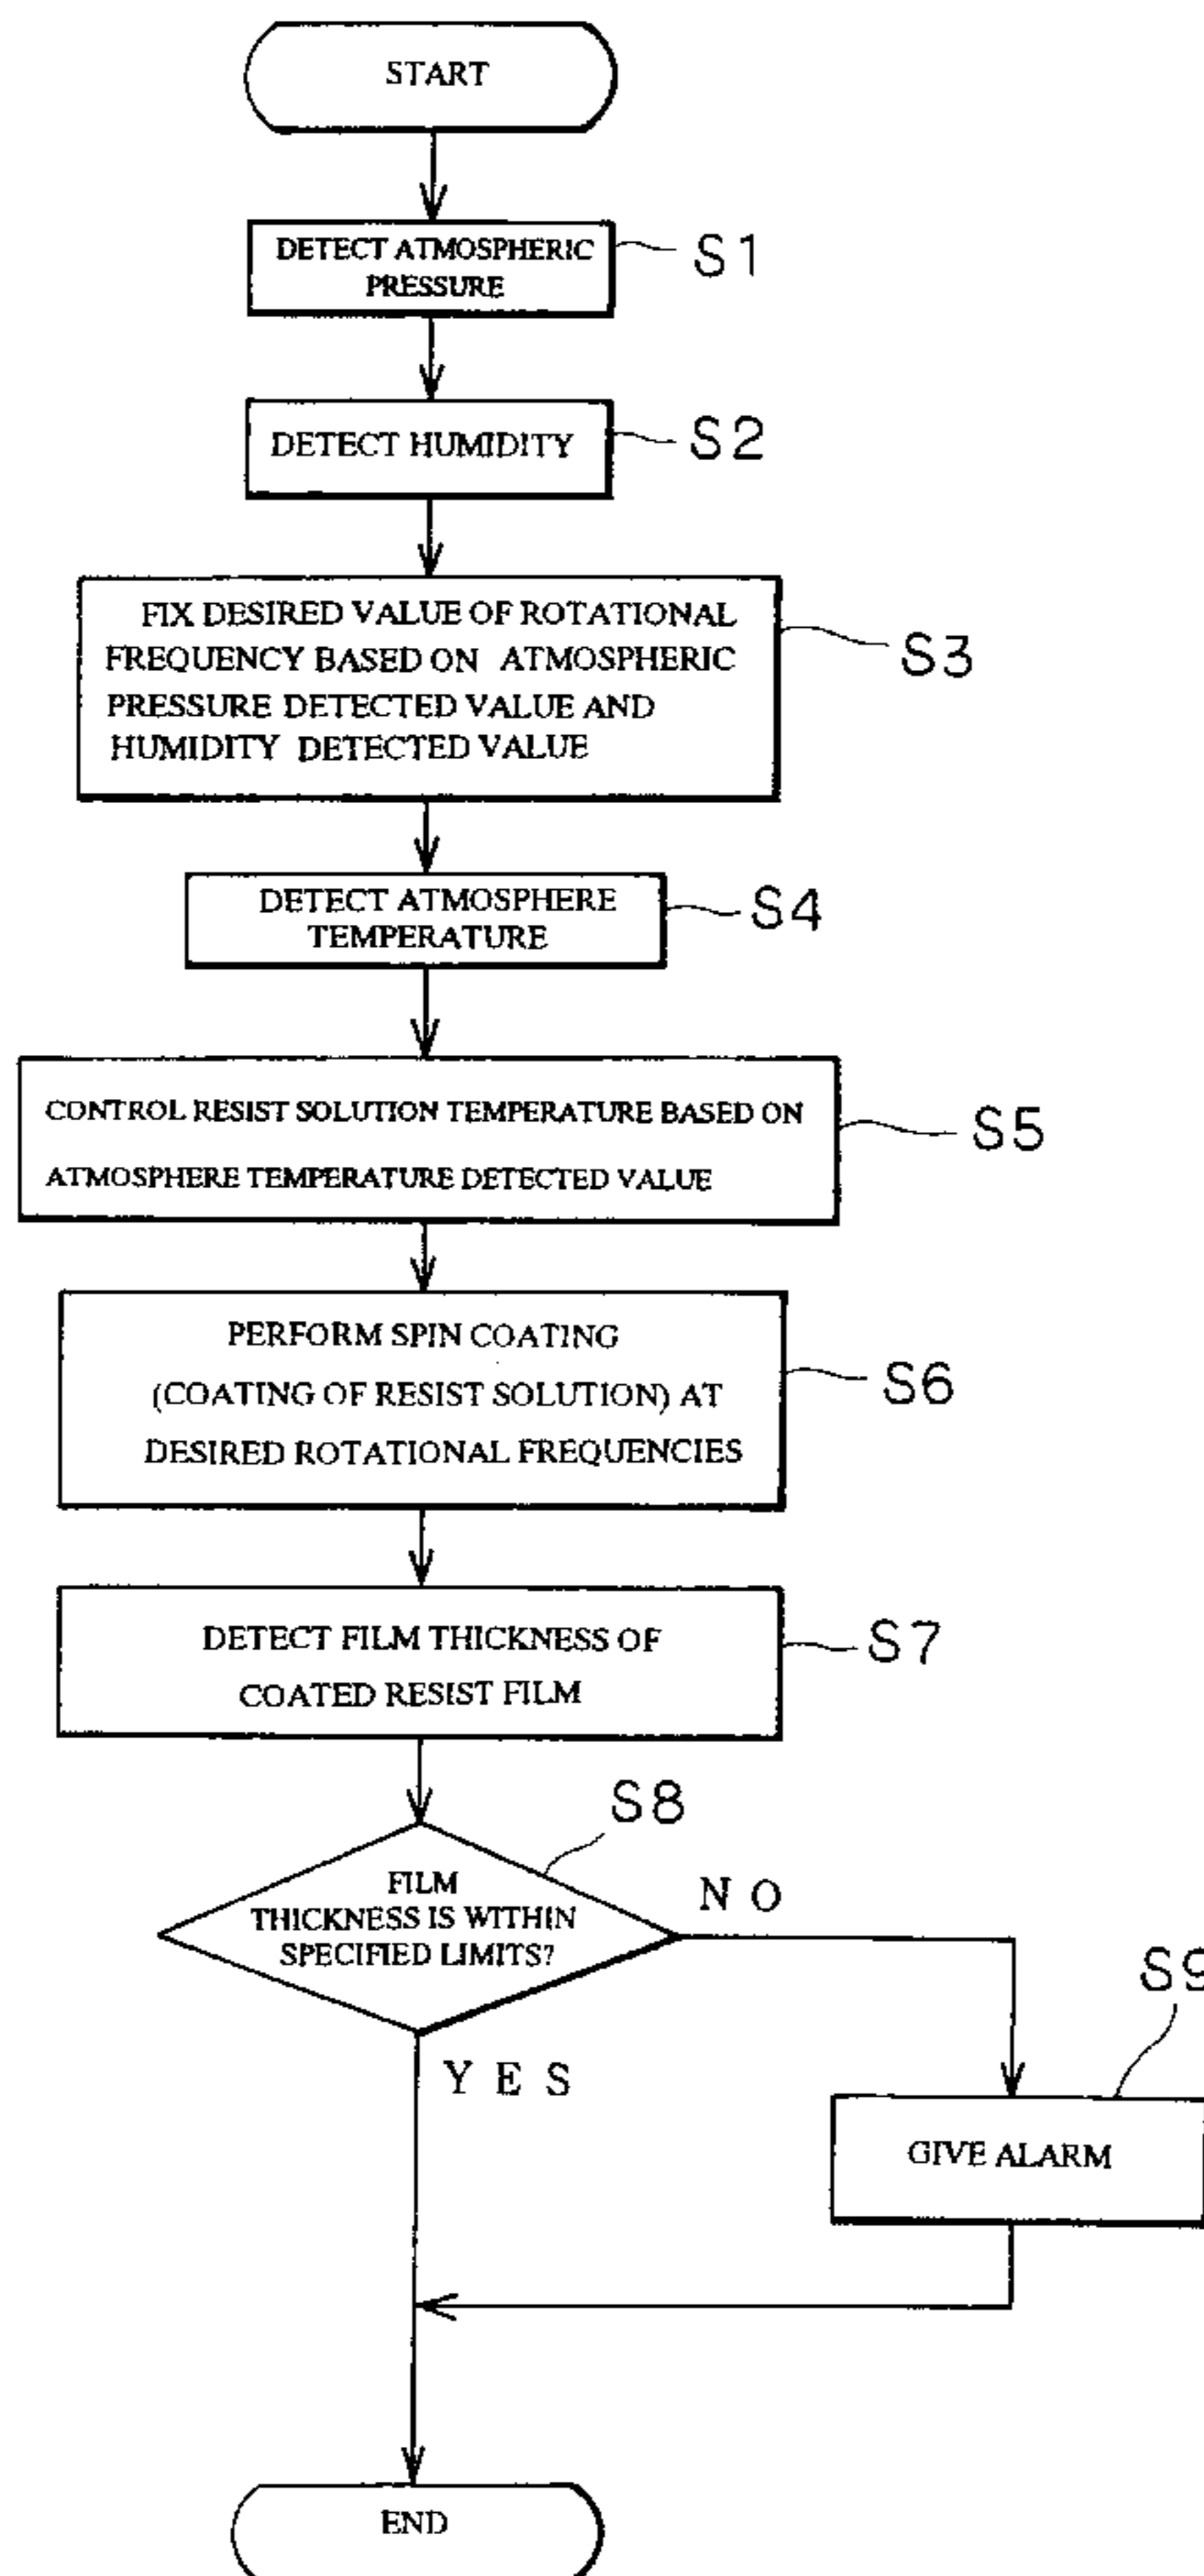 START
DETECT ATMOSPHERIC
PRESSURE
S1
DETECT HUMIDITY
S2
FIX DESIRED VALUE OF ROTATIONAL
FREQUENCY BASED ON ATMOSPHERIC
PRESSURE DETECTED VALUE AND
HUMIDITY DETECTED VALUE
S3
DETECT ATMOSPHERE
TEMPERATURE
S4
CONTROL RESIST SOLUTION TEMPERATURE BASED ON
ATMOSPHERE TEMPERATURE DETECTED VALUE
S5
PERFORM SPIN COATING
(COATING OF RESIST SOLUTION) AT
DESIRED ROTATIONAL FREQUENCIES
S6
DETECT FILM THICKNESS OF
COATED RESIST FILM
S7
S8
FILM
THICKNESS IS WITHIN
SPECIFIED LIMITS?
NO
YES
S9
GIVE ALARM
END